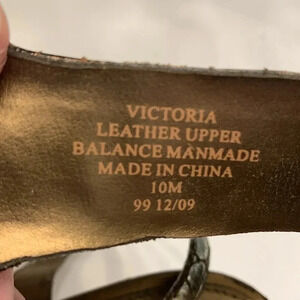 VICTORIA
LEATHER UPPER
BALANCE MANMADE
MADE IN CHINA
10M
99 12/09